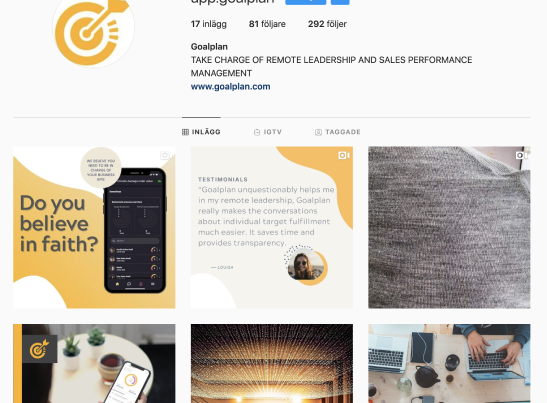 app.goalplan
17 inlägg 81 följare 292 följer
Goalplan
TAKE CHARGE OF REMOTE LEADERSHIP AND SALES PERFORMANCE
MANAGEMENT
www.goalplan.com
INLÄGG IGTV TAGGADE
WE BELIEVE YOU
NEED TO BE IN
CHARGE OF
YOUR BUSINESS
Do you
believe
in faith?
TESTIMONIALS
"Goalplan unquestionably helps me
in my remote leadership, Goalplan
really makes the conversations
about individual target fulfillment
much easier. It saves time and
provides transparency.